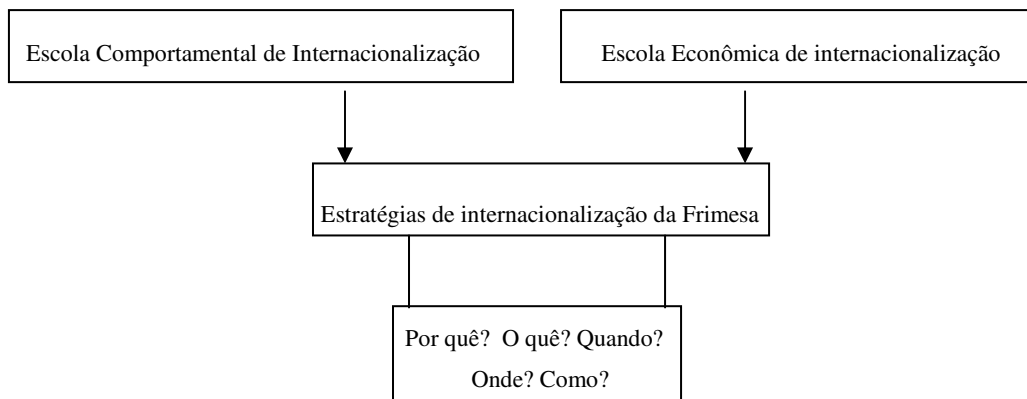 Escola Comportamental de Internacionalização
Escola Econômica de internacionalização
Estratégias de internacionalização da Frimesa
Por quê? O quê? Quando?
Onde? Como?